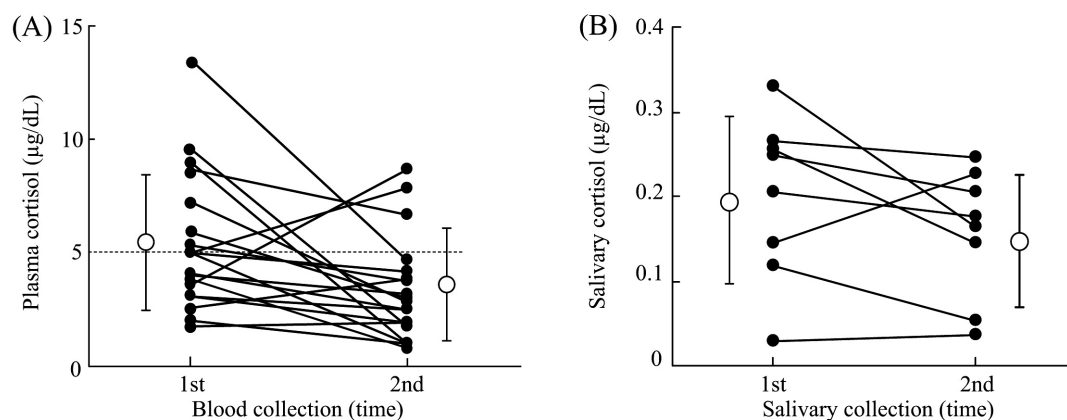 (A)
Plasma cortisol (µg/dL)
15
10
5
0
1st
2nd
Blood collection (time)
(B)
Salivary cortisol (µg/dL)
0.4
0.3
0.2
0.1
0
1st
2nd
Salivary collection (time)